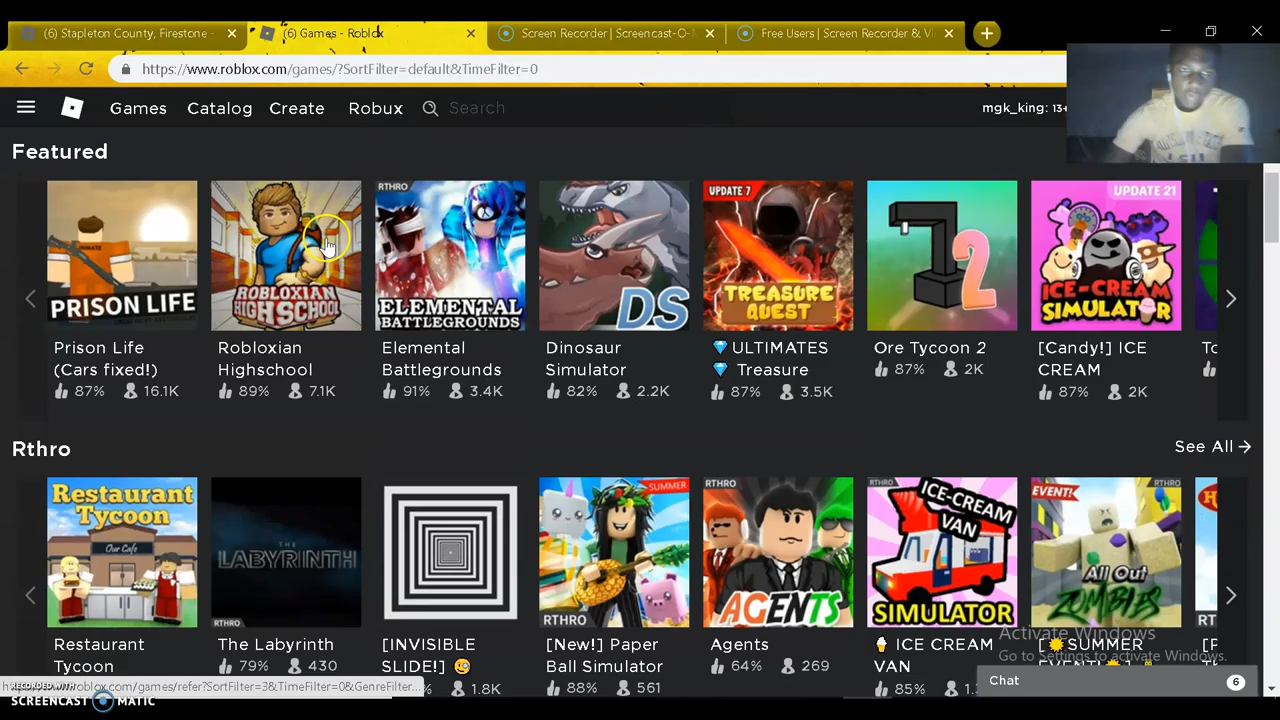 (6) Stapleton County, Firestone -
(6) Games - Roblox
Screen Recorder | Screencast-O-
Free Users | Screen Recorder & Vi
https://www.roblox.com/games/?SortFilter=default&TimeFilter=0
Games
Catalog
Create
Robux
Search
mgk_king: 13+
Featured
INMATE
PRISON LIFE
ROBLOXIAN HIGHSCHOOL
RTHRO
ELEMENTAL BATTLEGROUNDS
DS
UPDATE 7
TREASURE QUEST
2
UPDATE 21
ICE-CREAM SIMULATOR
Prison Life (Cars fixed!)
Robloxian Highschool
Elemental Battlegrounds
Dinosaur Simulator
💎ULTIMATES 💎 Treasure
Ore Tycoon 2
[Candy!] ICE CREAM
87% 16.1K
89% 7.1K
91% 3.4K
82% 2.2K
87% 3.5K
87% 2K
87% 2K
Rthro
See All →
Restaurant Tycoon
Our Cafe
THE LABYRINTH
RTHRO
SUMMER
RTHRO
RTHRO
AGENTS
RTHRO
ICE-CREAM VAN
SIMULATOR
EVENT!
RTHRO
All Out ZOMBIES
Restaurant Tycoon
The Labyrinth
[INVISIBLE SLIDE!] 🧐
[New!] Paper Ball Simulator
Agents
🍦 ICE CREAM VAN
[☀️SUMMER EVENT!☀️]
79% 430
1.8K
88% 561
64% 269
85%
Activate Windows
Go to Settings to activate Windows.
Chat
6
RECORDED WITH
SCREENCAST MATIC